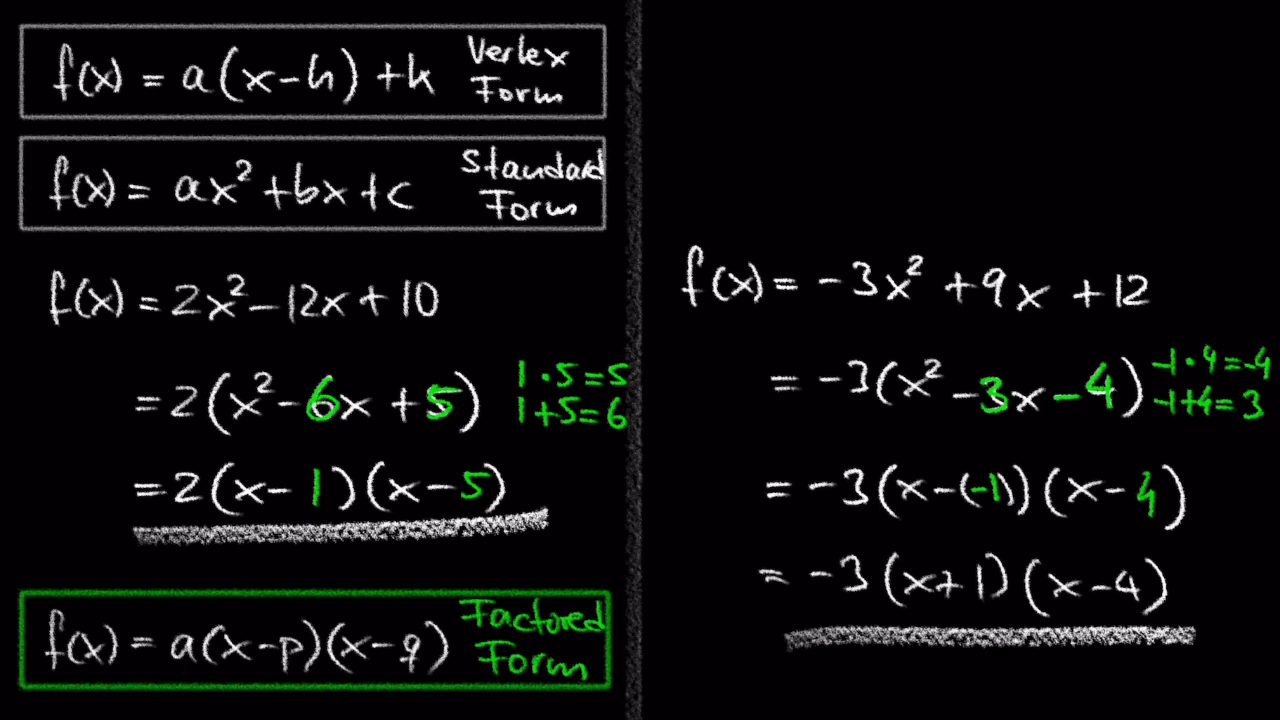 f(x) = a(x-h) + k Vertex Form
f(x) = ax² + bx + c Standard Form
f(x) = 2x² - 12x + 10
= 2(x² - 6x + 5) 1 · 5 = 5
1 + 5 = 6
= 2(x - 1)(x - 5)
f(x) = a(x-p)(x-q) Factored Form
f(x) = -3x² + 9x + 12
= -3(x² - 3x - 4) -1 · 4 = -4
-1 + 4 = 3
= -3(x - (-1))(x - 4)
= -3(x+1)(x-4)